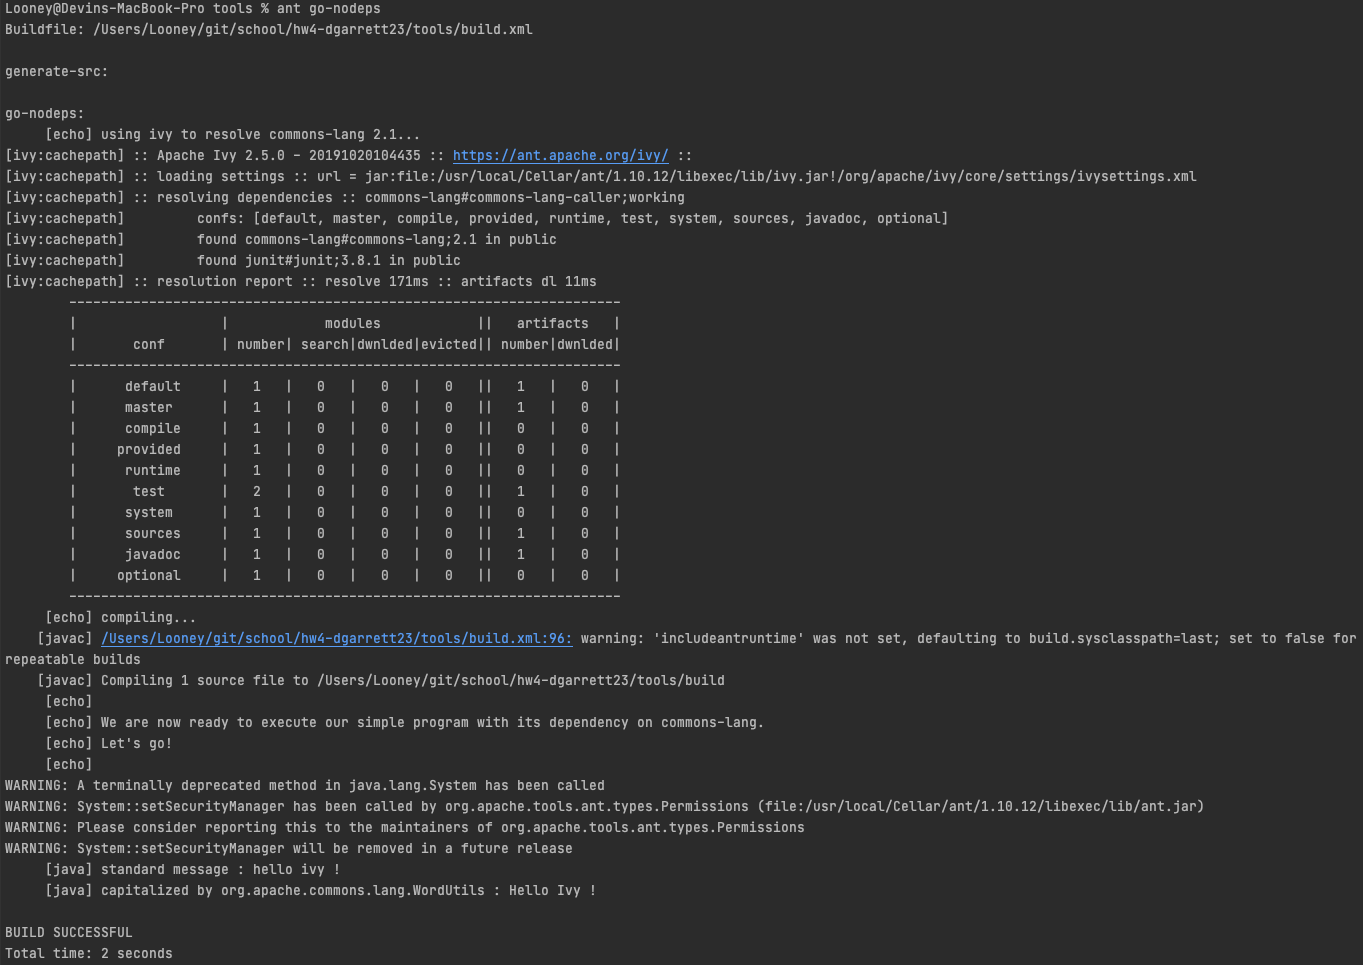 Looney@Devins-MacBook-Pro tools % ant go-nodeps
Buildfile: /Users/Looney/git/school/hw4-dgarrett23/tools/build.xml

generate-src:

go-nodeps:
     [echo] using ivy to resolve commons-lang 2.1...
[ivy:cachepath] :: Apache Ivy 2.5.0 - 20191020104435 :: https://ant.apache.org/ivy/ ::
[ivy:cachepath] :: loading settings :: url = jar:file:/usr/local/Cellar/ant/1.10.12/libexec/lib/ivy.jar!/org/apache/ivy/core/settings/ivysettings.xml
[ivy:cachepath] :: resolving dependencies :: commons-lang#commons-lang-caller;working
[ivy:cachepath]         confs: [default, master, compile, provided, runtime, test, system, sources, javadoc, optional]
[ivy:cachepath]         found commons-lang#commons-lang;2.1 in public
[ivy:cachepath]         found junit#junit;3.8.1 in public
[ivy:cachepath] :: resolution report :: resolve 171ms :: artifacts dl 11ms
        ---------------------------------------------------------------------
        |                  |            modules            ||   artifacts   |
        |       conf       | number| search|dwnlded|evicted|| number|dwnlded|
        ---------------------------------------------------------------------
        |      default     |   1   |   0   |   0   |   0   ||   1   |   0   |
        |      master      |   1   |   0   |   0   |   0   ||   1   |   0   |
        |      compile     |   1   |   0   |   0   |   0   ||   0   |   0   |
        |     provided     |   1   |   0   |   0   |   0   ||   0   |   0   |
        |      runtime     |   1   |   0   |   0   |   0   ||   0   |   0   |
        |       test       |   2   |   0   |   0   |   0   ||   1   |   0   |
        |      system      |   1   |   0   |   0   |   0   ||   0   |   0   |
        |      sources     |   1   |   0   |   0   |   0   ||   1   |   0   |
        |      javadoc     |   1   |   0   |   0   |   0   ||   1   |   0   |
        |     optional     |   1   |   0   |   0   |   0   ||   0   |   0   |
        ---------------------------------------------------------------------
     [echo] compiling...
    [javac] /Users/Looney/git/school/hw4-dgarrett23/tools/build.xml:96: warning: 'includeantruntime' was not set, defaulting to build.sysclasspath=last; set to false for
repeatable builds
    [javac] Compiling 1 source file to /Users/Looney/git/school/hw4-dgarrett23/tools/build
     [echo]
     [echo] We are now ready to execute our simple program with its dependency on commons-lang.
     [echo] Let's go!
     [echo]
WARNING: A terminally deprecated method in java.lang.System has been called
WARNING: System::setSecurityManager has been called by org.apache.tools.ant.types.Permissions (file:/usr/local/Cellar/ant/1.10.12/libexec/lib/ant.jar)
WARNING: Please consider reporting this to the maintainers of org.apache.tools.ant.types.Permissions
WARNING: System::setSecurityManager will be removed in a future release
     [java] standard message : hello ivy !
     [java] capitalized by org.apache.commons.lang.WordUtils : Hello Ivy !

BUILD SUCCESSFUL
Total time: 2 seconds